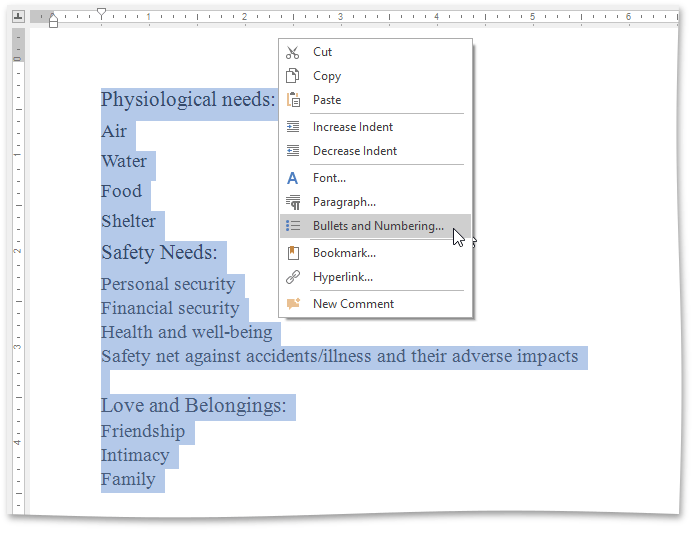 1 2 3 4 5 6
Physiological needs:
Air
Water
Food
Shelter
Safety Needs:
Personal security
Financial security
Health and well-being
Safety net against accidents/illness and their adverse impacts
Love and Belongings:
Friendship
Intimacy
Family
Cut
Copy
Paste
Increase Indent
Decrease Indent
A Font...
Paragraph...
Bullets and Numbering...
Bookmark...
Hyperlink...
New Comment
0
1
2
3
4